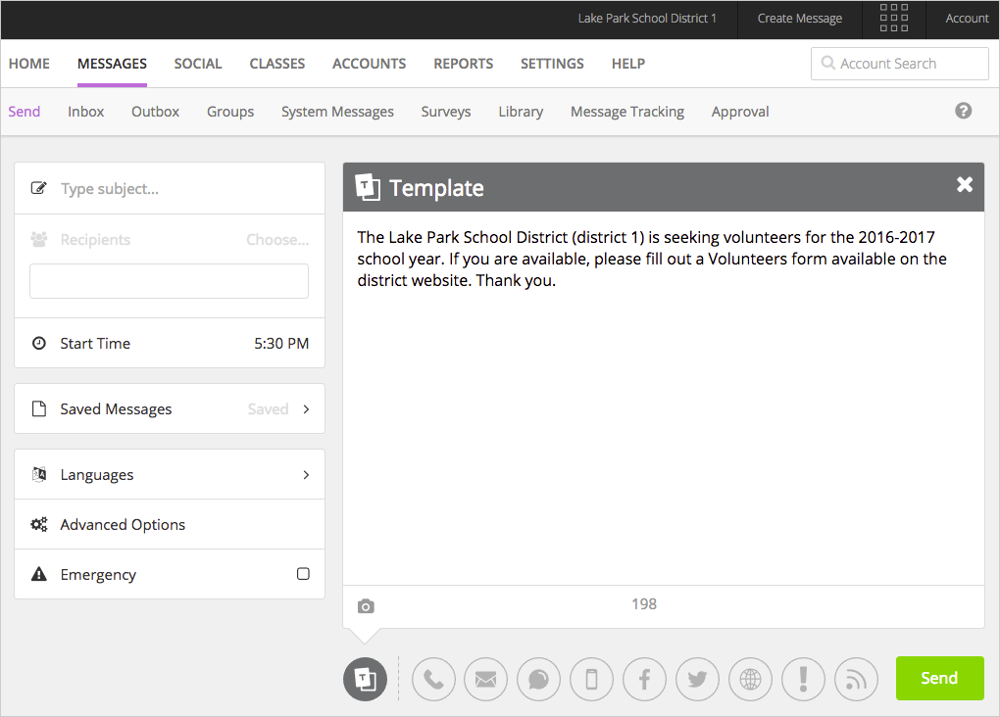 Lake Park School District 1 Create Message Account
HOME MESSAGES SOCIAL CLASSES ACCOUNTS REPORTS SETTINGS HELP Account Search
Send Inbox Outbox Groups System Messages Surveys Library Message Tracking Approval ?
Type subject...
Recipients Choose...
Start Time 5:30 PM
Saved Messages Saved
Languages
Advanced Options
Emergency
Template
The Lake Park School District (district 1) is seeking volunteers for the 2016-2017
school year. If you are available, please fill out a Volunteers form available on the
district website. Thank you.
198
Send